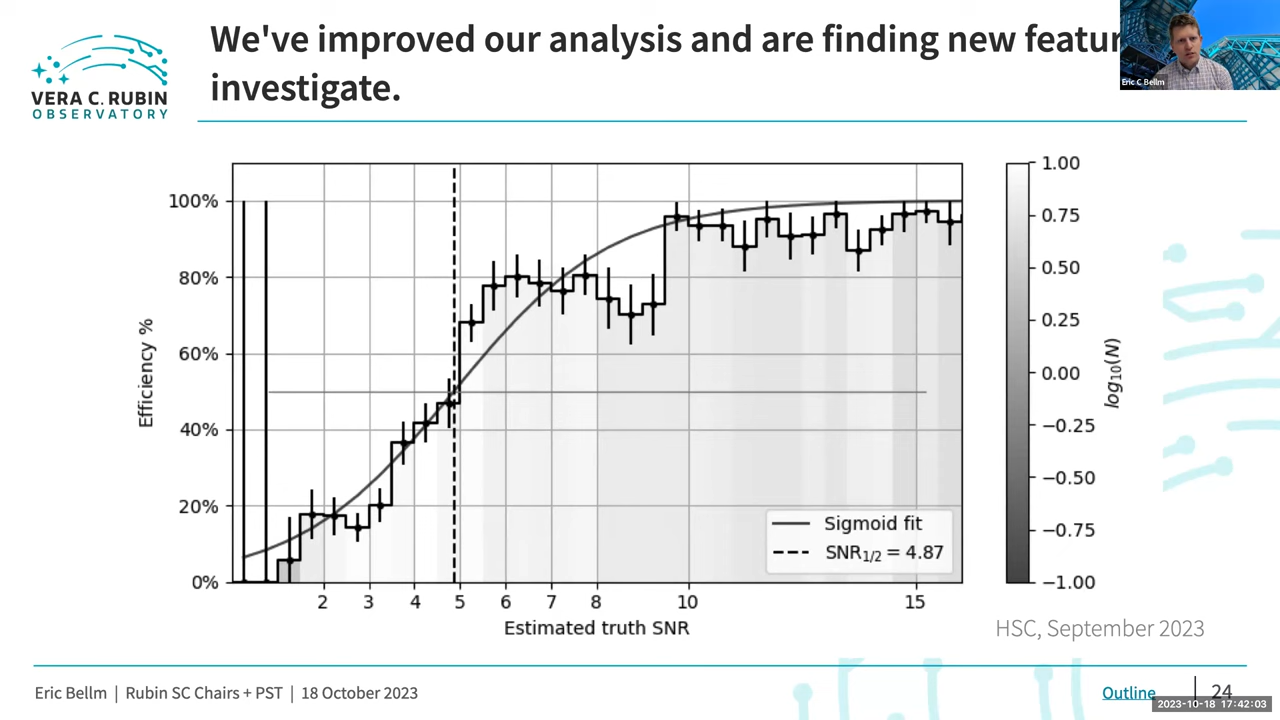 We've improved our analysis and are finding new featur
investigate.
VERA C. RUBIN
OBSERVATORY
Eric C Bellm
100%
80%
60%
40%
20%
0%
Efficiency %
2 3 4 5 6 7 8 10 15
Estimated truth SNR
Sigmoid fit
SNR1/2 = 4.87
1.00
0.75
0.50
0.25
0.00
−0.25
−0.50
−0.75
−1.00
log10(N)
HSC, September 2023
Eric Bellm | Rubin SC Chairs + PST | 18 October 2023
Outline | 24
2023-10-18 17:42:03